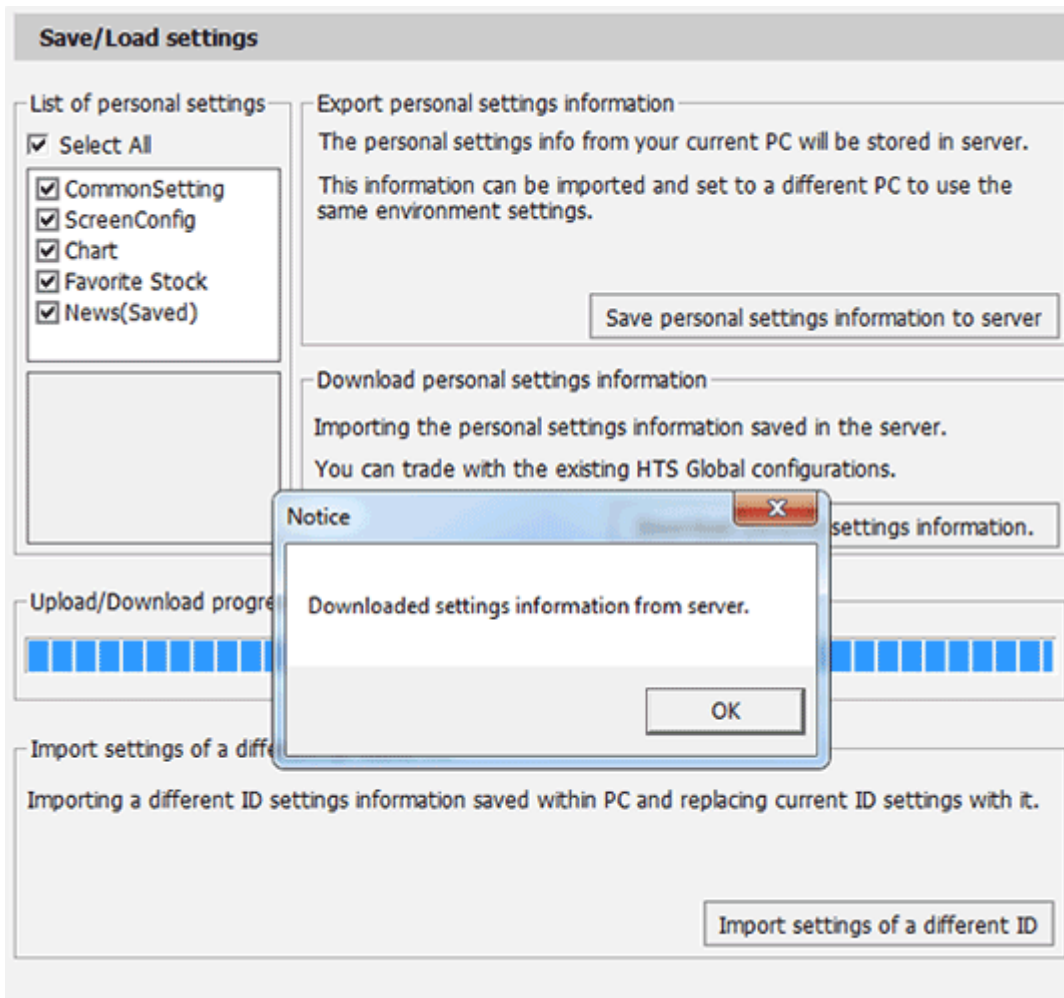 Save/Load settings
List of personal settings
Select All
CommonSetting
ScreenConfig
Chart
Favorite Stock
News(Saved)
Export personal settings information
The personal settings info from your current PC will be stored in server.
This information can be imported and set to a different PC to use the
same environment settings.
Save personal settings information to server
Download personal settings information
Importing the personal settings information saved in the server.
You can trade with the existing HTS Global configurations.
settings information.
Notice
Downloaded settings information from server.
OK
Upload/Download progre
Import settings of a diffe
Importing a different ID settings information saved within PC and replacing current ID settings with it.
Import settings of a different ID